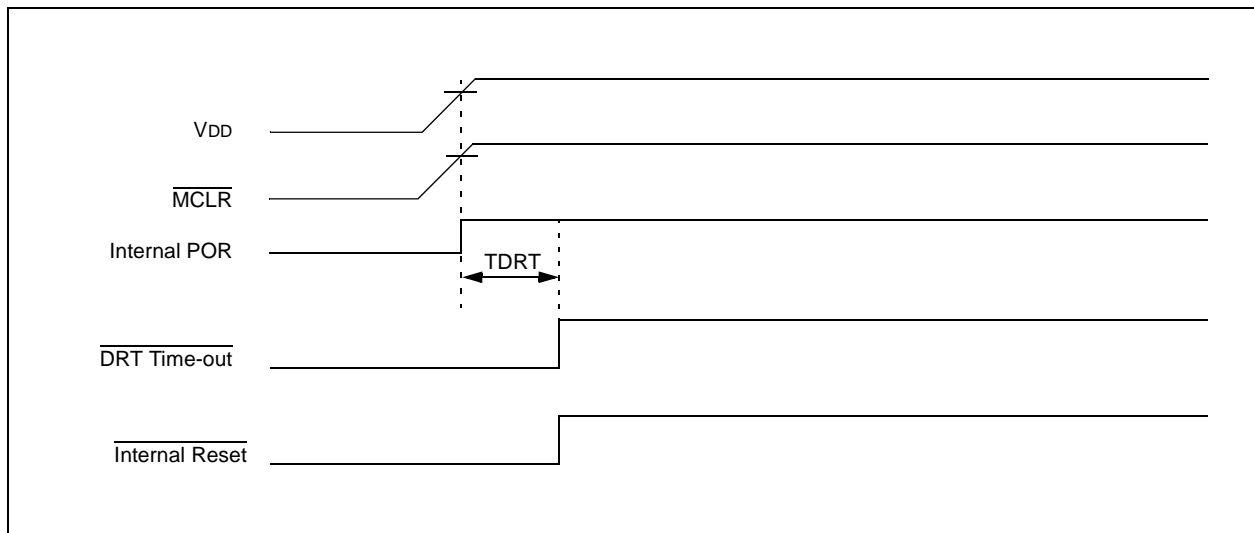 VDD
MCLR
Internal POR
TDRT
DRT Time-out
Internal Reset